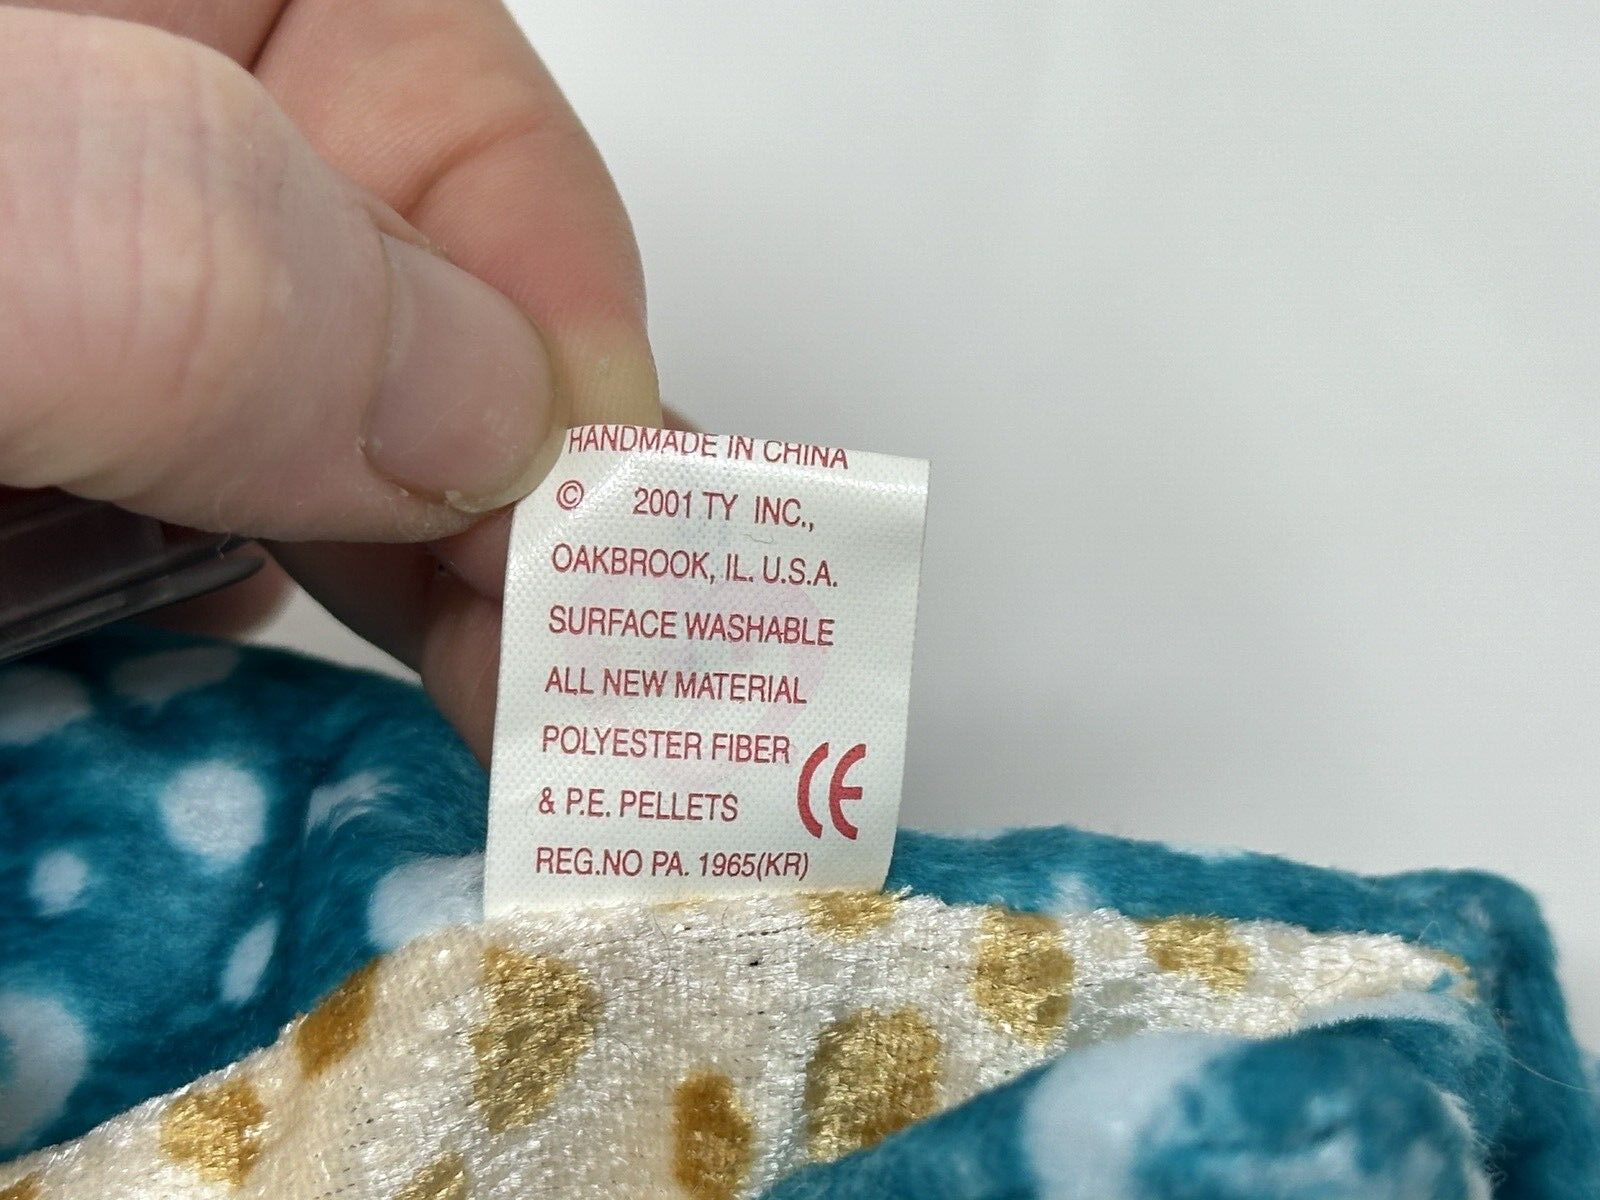 HANDMADE IN CHINA
© 2001 TY INC.,
OAKBROOK, IL. U.S.A.
SURFACE WASHABLE
ALL NEW MATERIAL
POLYESTER FIBER
& P.E. PELLETS
CE
REG.NO PA. 1965(KR)